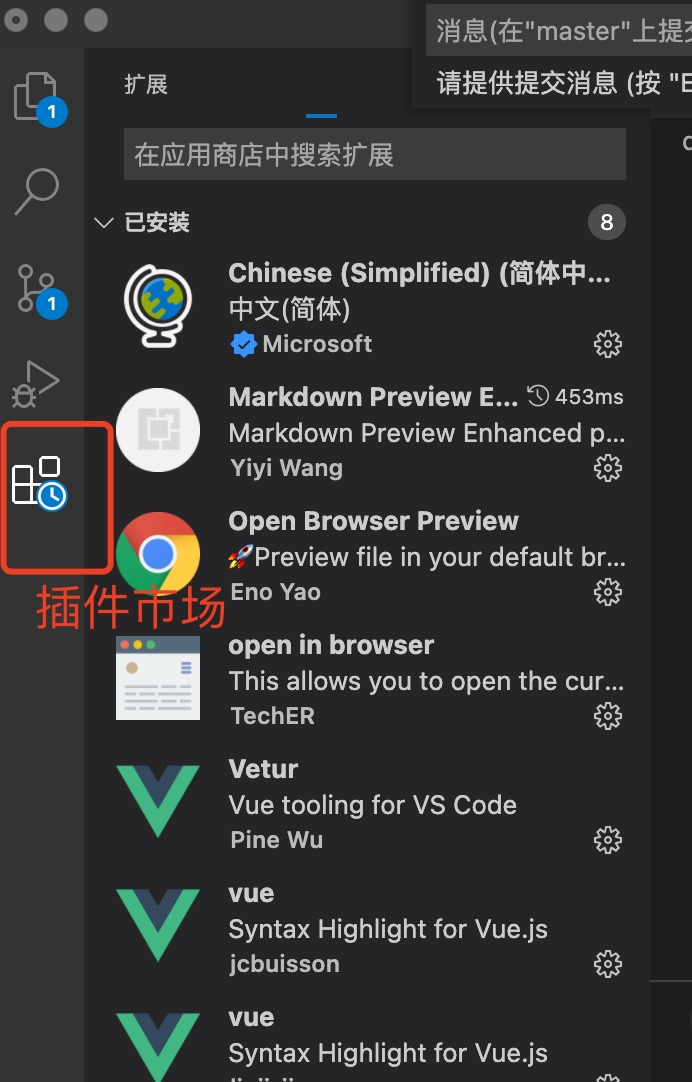 消息(在"master"上提交
请提供提交消息 (按 "E
1
扩展
在应用商店中搜索扩展
已安装
8
Chinese (Simplified) (简体中...
中文(简体)
Microsoft
1
Markdown Preview E... 453ms
Markdown Preview Enhanced p...
Yiyi Wang
Open Browser Preview
🚀Preview file in your default br...
Eno Yao
插件市场
open in browser
This allows you to open the cur...
TechER
Vetur
Vue tooling for VS Code
Pine Wu
vue
Syntax Highlight for Vue.js
jcbuisson
vue
Syntax Highlight for Vue.js